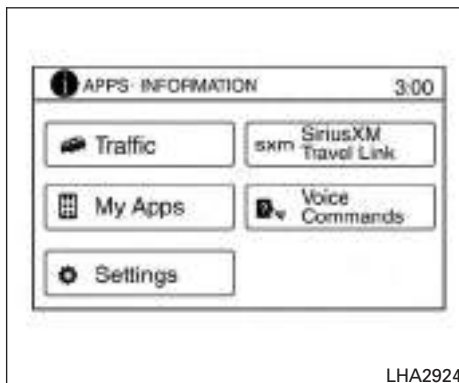 APPS· INFORMATION 3:00
Traffic
sxm SiriusXM
Travel Link
My Apps
Voice
Commands
Settings
LHA2924